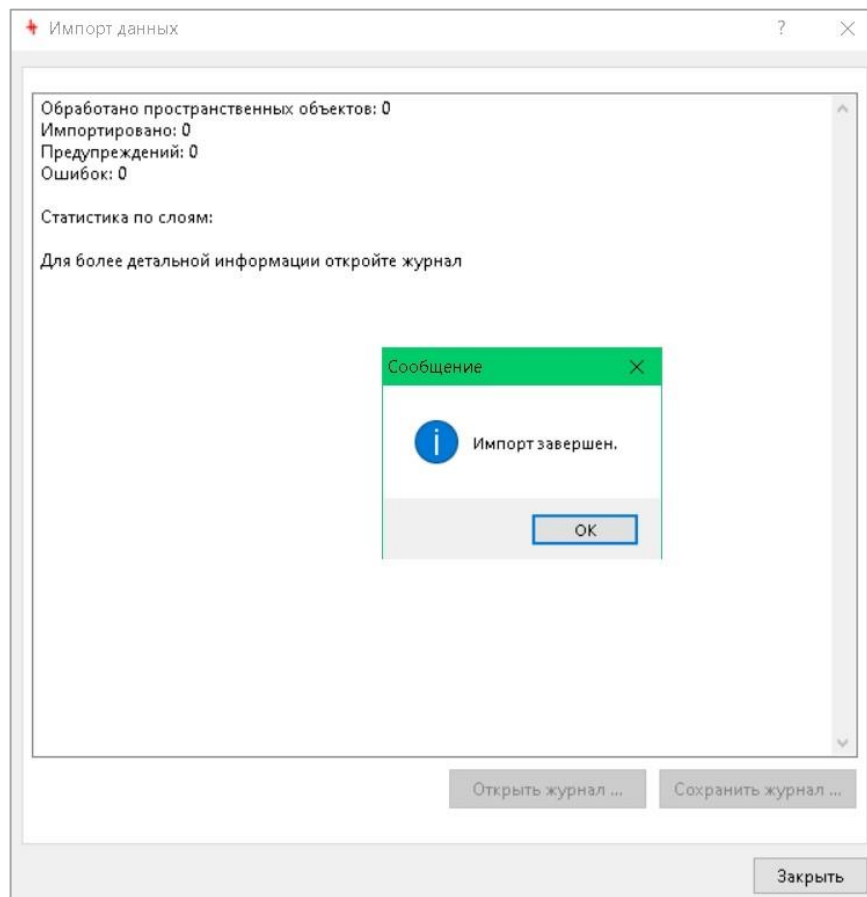 Импорт данных
Обработано пространственных объектов: 0
Импортировано: 0
Предупреждений: 0
Ошибок: 0
Статистика по слоям:
Для более детальной информации откройте журнал
Сообщение
Импорт завершен.
ОК
Открыть журнал ...
Сохранить журнал ...
Закрыть